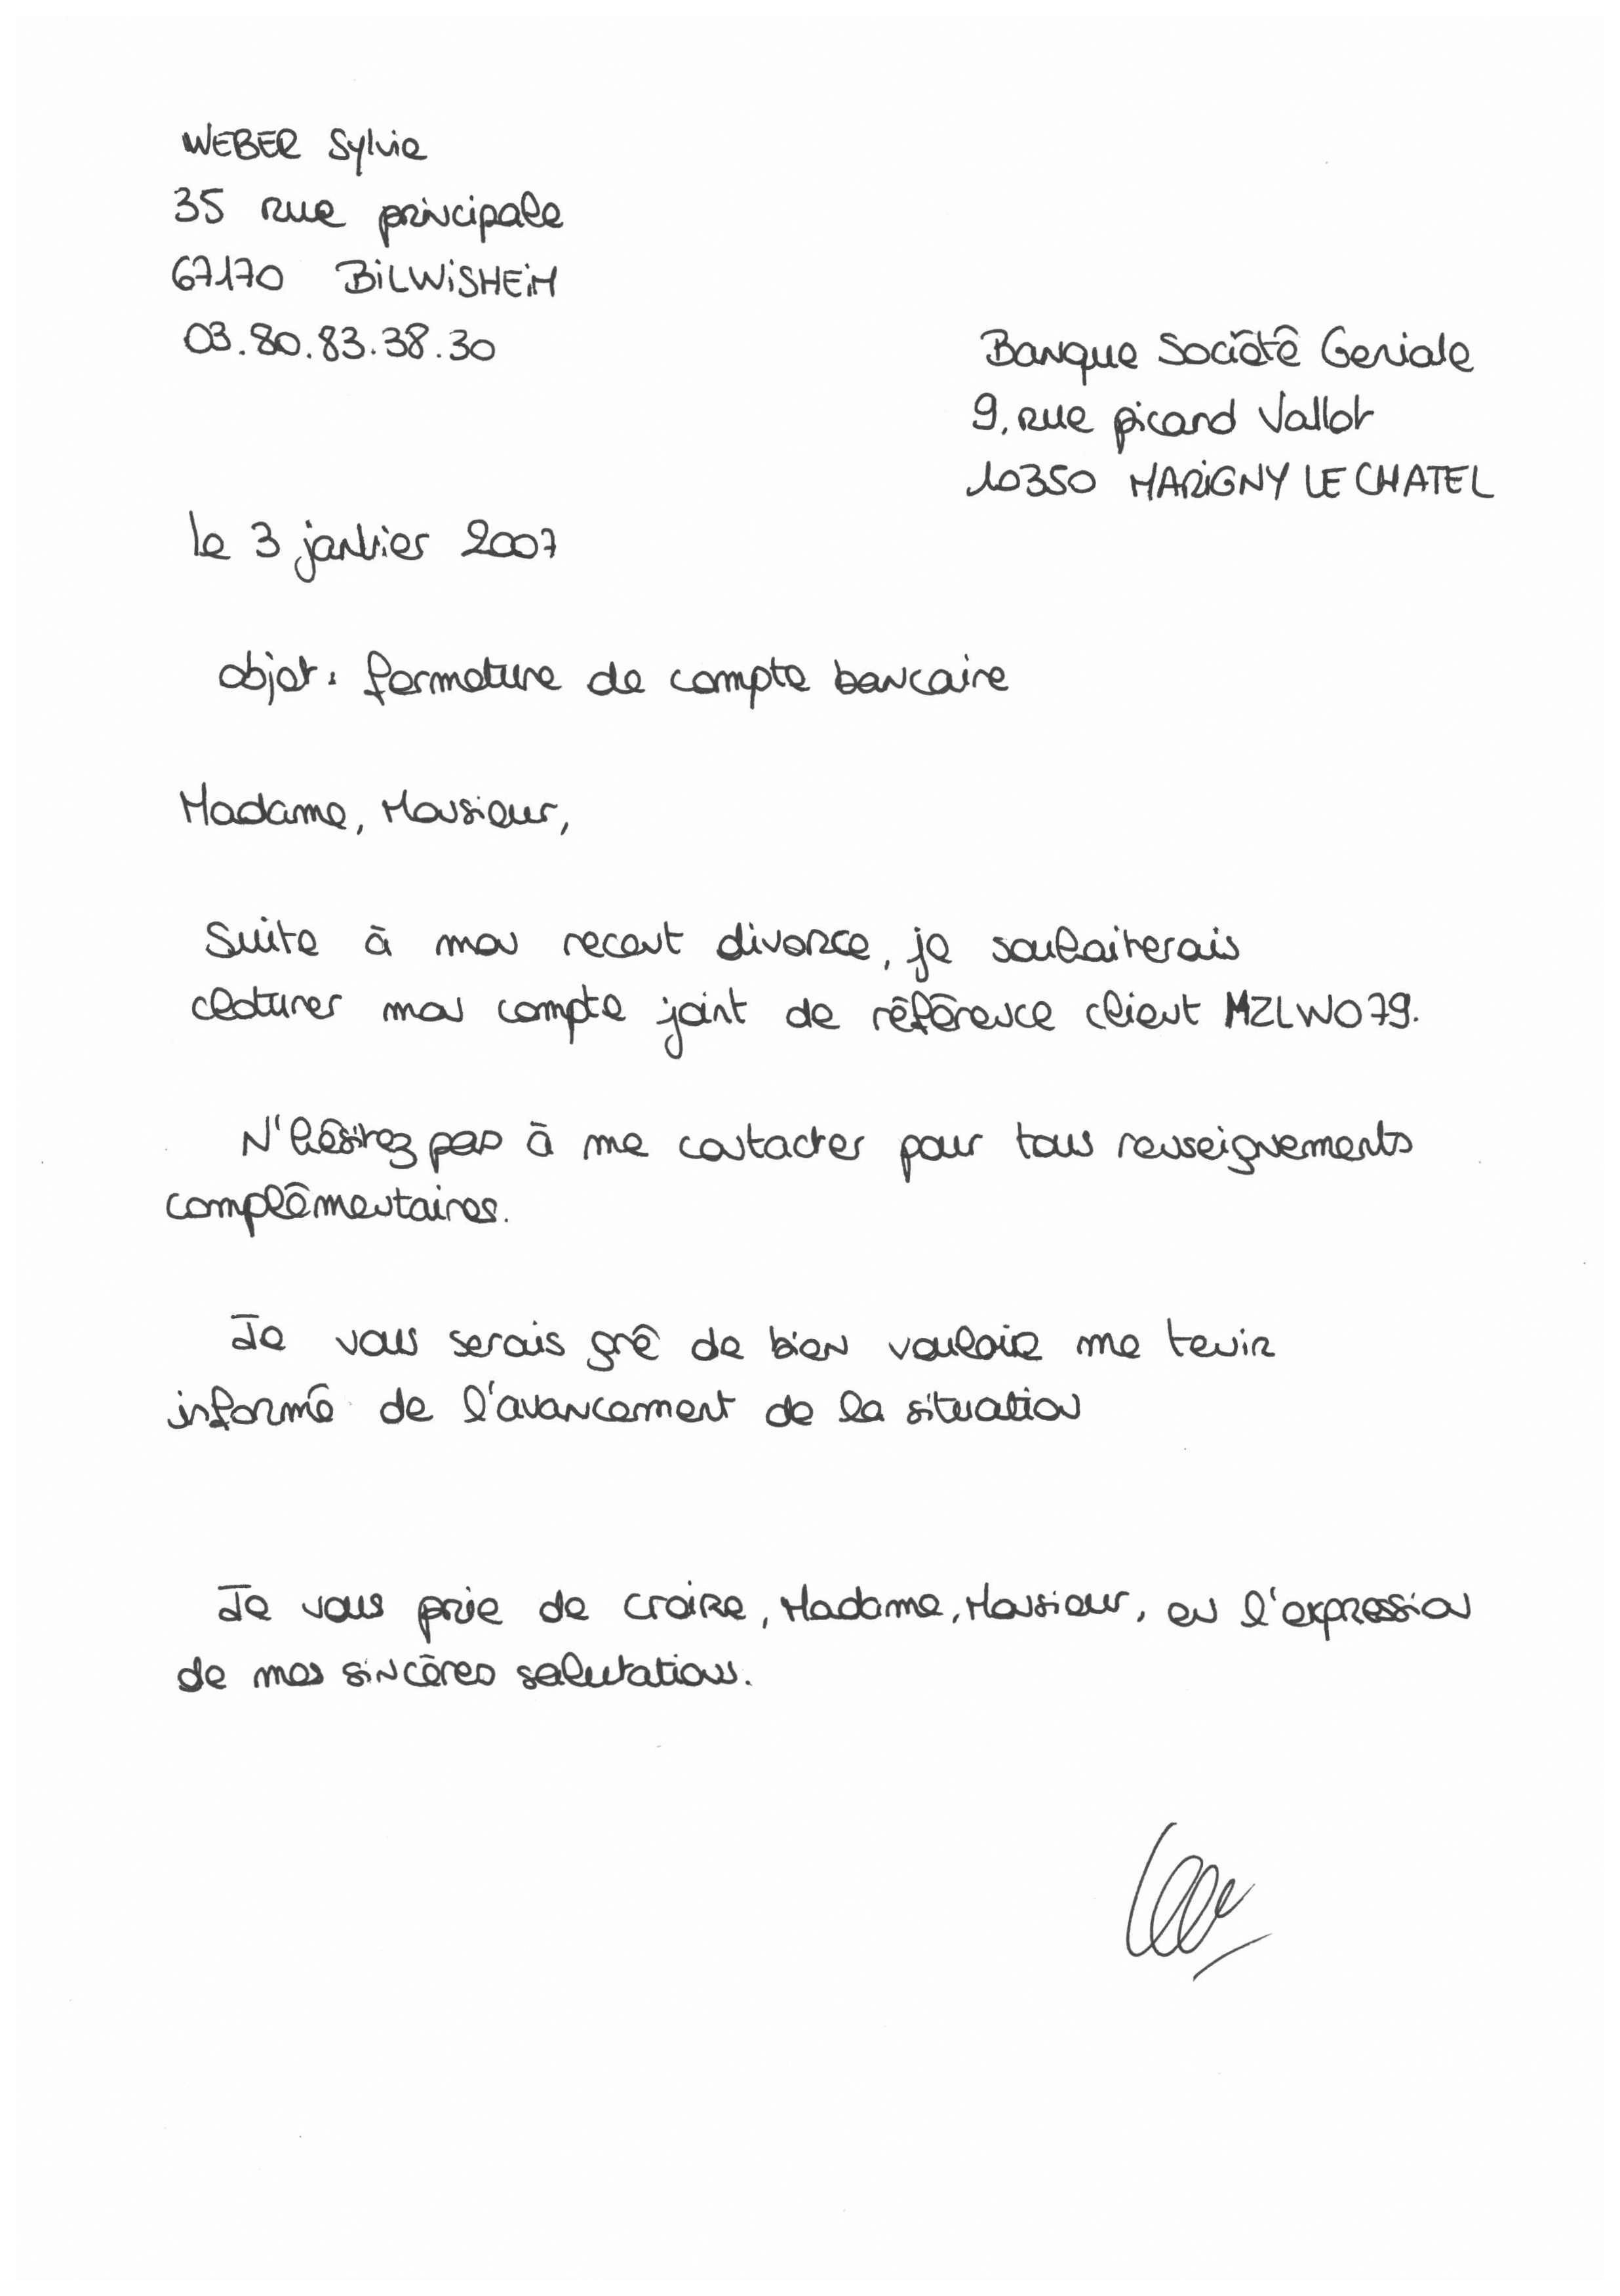 WEBER Sylvie
35 rue principale
67170 BILWISHEIM
03.80.83.38.30
Banque Société Geniale
9, rue picard Vallot
10350 MARIGNY LE CHATEL
le 3 janvier 2007
objet : fermeture de compte bancaire
Madame, Monsieur,
Suite à mon recent divorce, je souhaiterais
cloturer mon compte joint de référence client MZLWO79.
N'hésitez pas à me contacter pour tous renseignements
complémentaires.
Je vous serais gré de bien vouloir me tenir
informé de l'avancement de la situation
Je vous prie de croire, Madame, Monsieur, en l'expression
de mes sincères salutations.